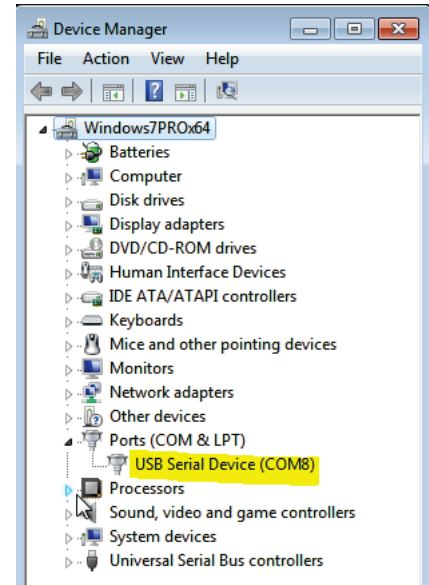 Device Manager
File Action View Help
Windows7PROx64
Batteries
Computer
Disk drives
Display adapters
DVD/CD-ROM drives
Human Interface Devices
IDE ATA/ATAPI controllers
Keyboards
Mice and other pointing devices
Monitors
Network adapters
Other devices
Ports (COM & LPT)
USB Serial Device (COM8)
Processors
Sound, video and game controllers
System devices
Universal Serial Bus controllers